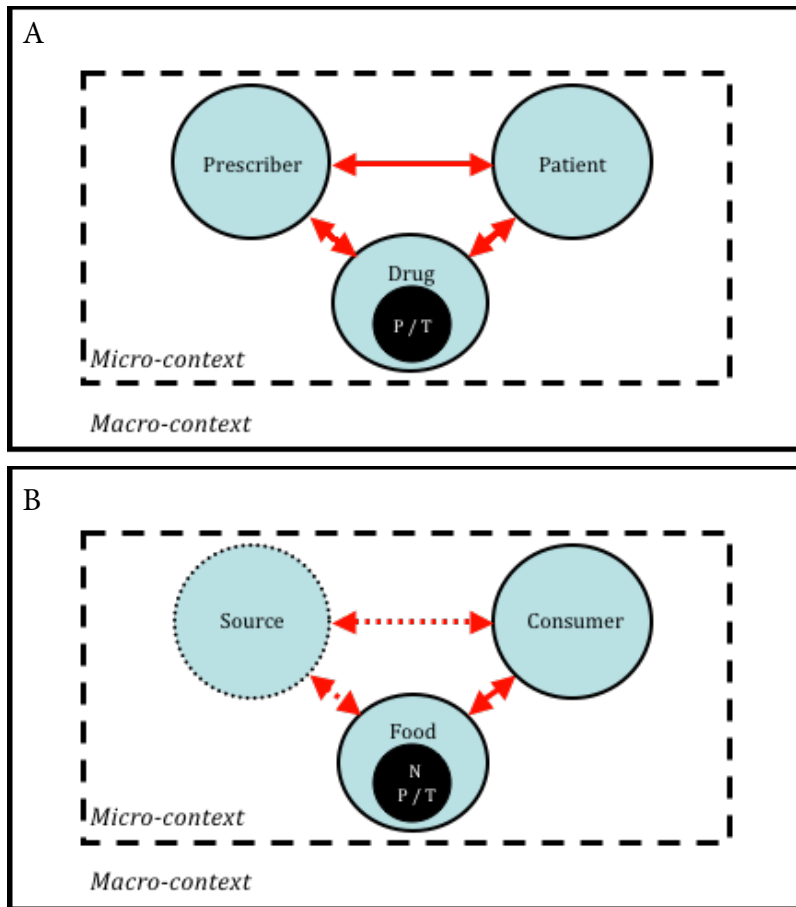 A
Prescriber
Patient
Drug
P / T
Micro-context
Macro-context
B
Source
Consumer
Food
N
P / T
Micro-context
Macro-context